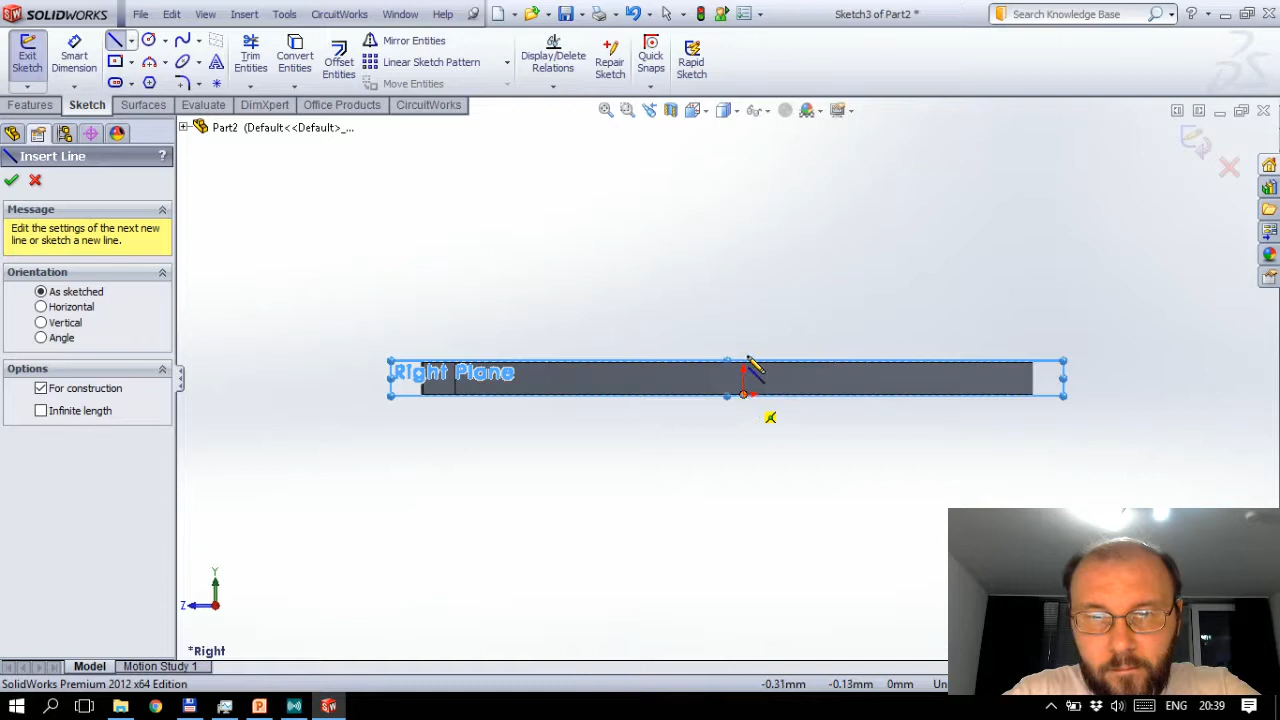 SOLIDWORKS
File Edit View Insert Tools CircuitWorks Window Help
Sketch3 of Part2 *
Search Knowledge Base
Exit Sketch
Smart Dimension
Trim Entities
Convert Entities
Offset Entities
Mirror Entities
Linear Sketch Pattern
Move Entities
Display/Delete Relations
Repair Sketch
Quick Snaps
Rapid Sketch
Features Sketch Surfaces Evaluate DimXpert Office Products CircuitWorks
Part2 (Default<<Default>_...
Insert Line ?
Message
Edit the settings of the next new
line or sketch a new line.
Orientation
As sketched
Horizontal
Vertical
Angle
Options
For construction
Infinite length
Right Plane
Y
Z
*Right
Model Motion Study 1
SolidWorks Premium 2012 x64 Edition
-0.31mm -0.13mm 0mm
ENG 20:39